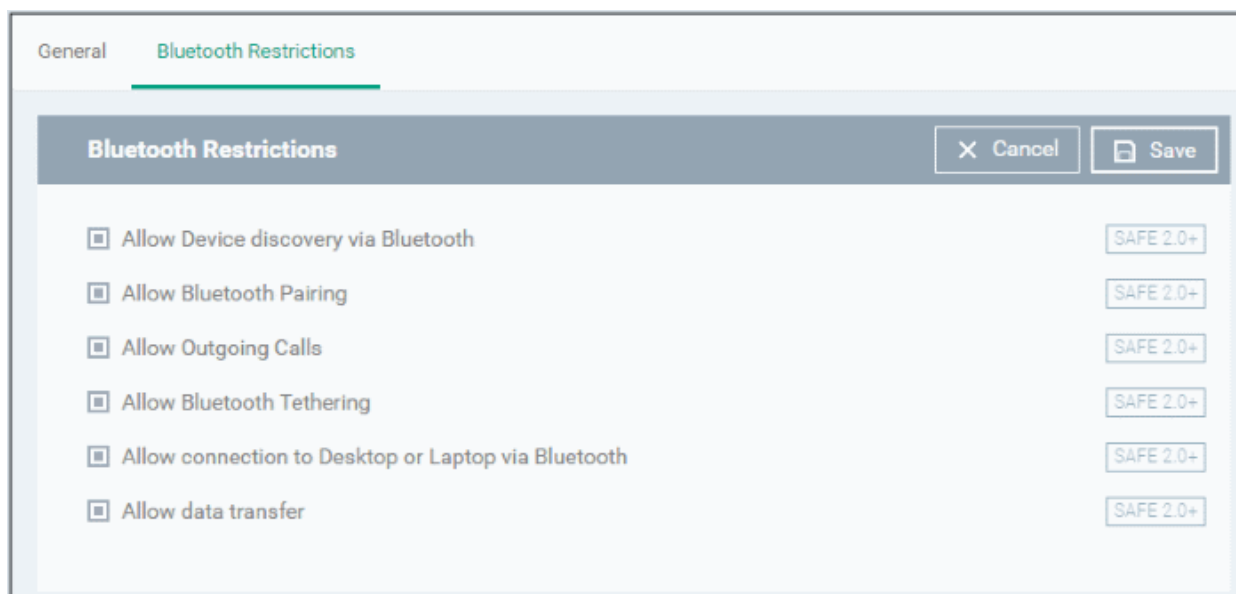 General Bluetooth Restrictions
Bluetooth Restrictions Cancel Save
Allow Device discovery via Bluetooth SAFE 2.0+
Allow Bluetooth Pairing SAFE 2.0+
Allow Outgoing Calls SAFE 2.0+
Allow Bluetooth Tethering SAFE 2.0+
Allow connection to Desktop or Laptop via Bluetooth SAFE 2.0+
Allow data transfer SAFE 2.0+